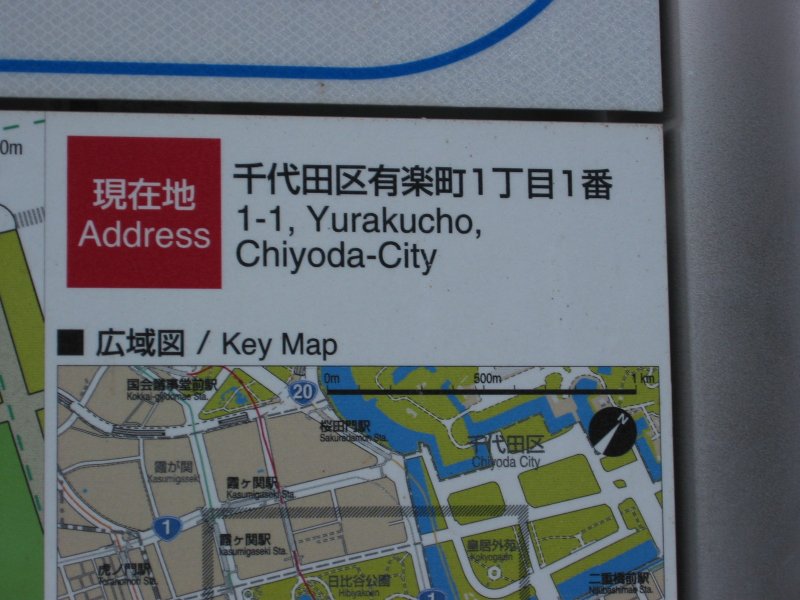 0m
現在地
Address
千代田区有楽町1丁目1番
1-1, Yurakucho,
Chiyoda-City
■ 広域図 / Key Map
0m 500m 1 km
N
国会議事堂前駅
Kokkai-gijidomae Sta.
20
桜田門駅
Sakuradamon Sta.
千代田区
Chiyoda City
霞が関
Kasumigaseki
霞ヶ関駅
Kasumigaseki Sta.
1
霞ヶ関駅
kasumigaseki Sta.
皇居外苑
Kokyogaien
虎ノ門駅
Toranomon Sta.
日比谷公園
Hibiyakoen
1
二重橋前駅
Nijubashimae Sta.